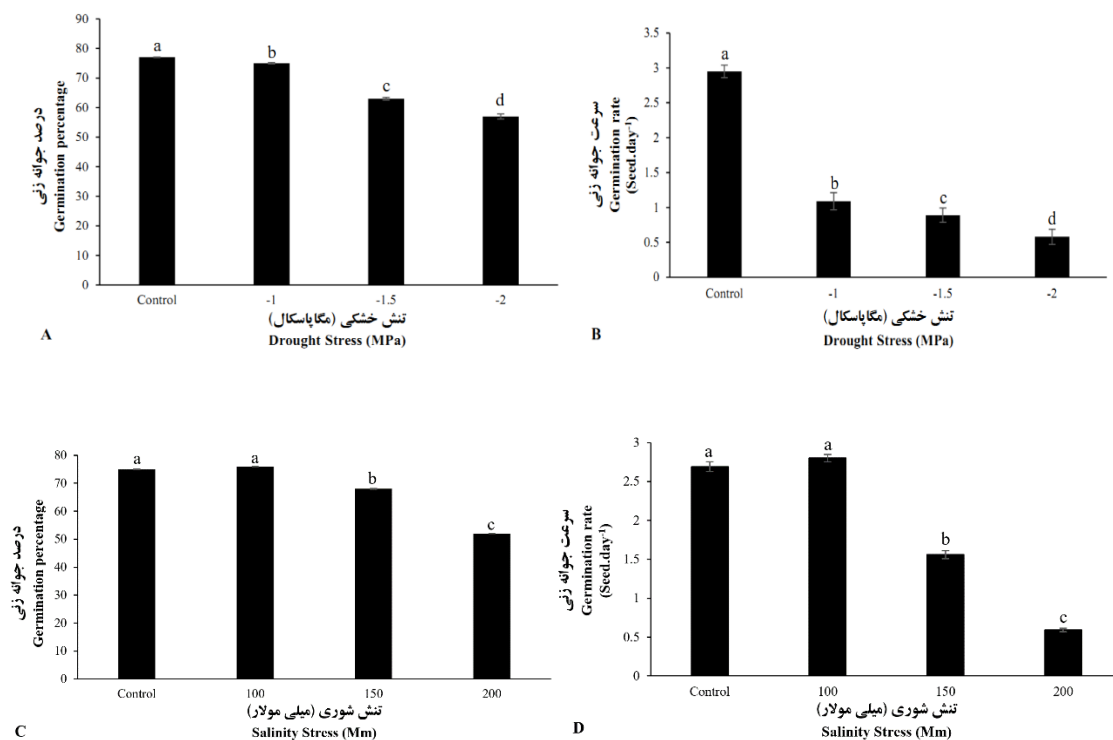 درصد جوانه زنی
Germination percentage
90
80
70
60
50
40
30
20
10
0
a
b
c
d
Control
-1
-1.5
-2
تنش خشکی (مگاپاسکال)
Drought Stress (MPa)
A
سرعت جوانه زنی
Germination rate
(Seed.day⁻¹)
3.5
3
2.5
2
1.5
1
0.5
0
a
b
c
d
Control
-1
-1.5
-2
تنش خشکی (مگاپاسکال)
Drought Stress (MPa)
B
درصد جوانه زنی
Germination percentage
80
70
60
50
40
30
20
10
0
a
a
b
c
Control
100
150
200
تنش شوری (میلی مولار)
Salinity Stress (Mm)
C
سرعت جوانه زنی
Germination rate
(Seed.day⁻¹)
3
2.5
2
1.5
1
0.5
0
a
a
b
c
Control
100
150
200
تنش شوری (میلی مولار)
Salinity Stress (Mm)
D